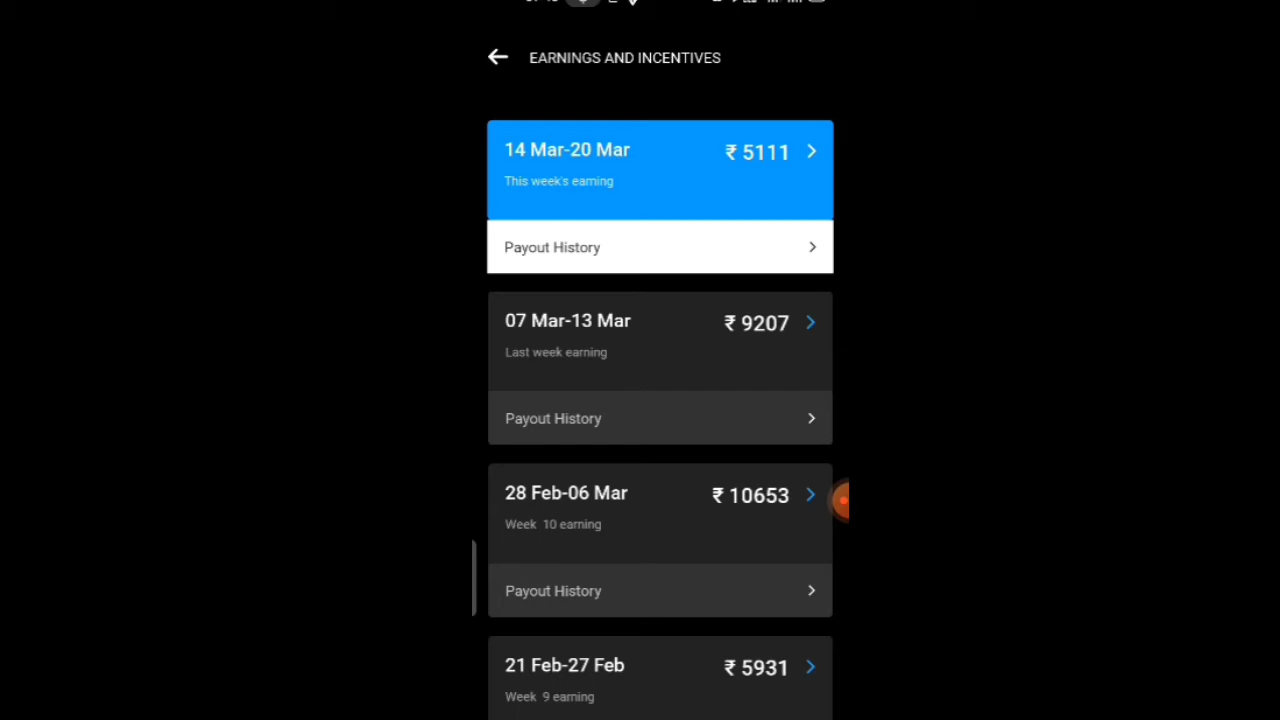 EARNINGS AND INCENTIVES
14 Mar-20 Mar ₹ 5111
This week's earning
Payout History
07 Mar-13 Mar ₹ 9207
Last week earning
Payout History
28 Feb-06 Mar ₹ 10653
Week 10 earning
Payout History
21 Feb-27 Feb ₹ 5931
Week 9 earning